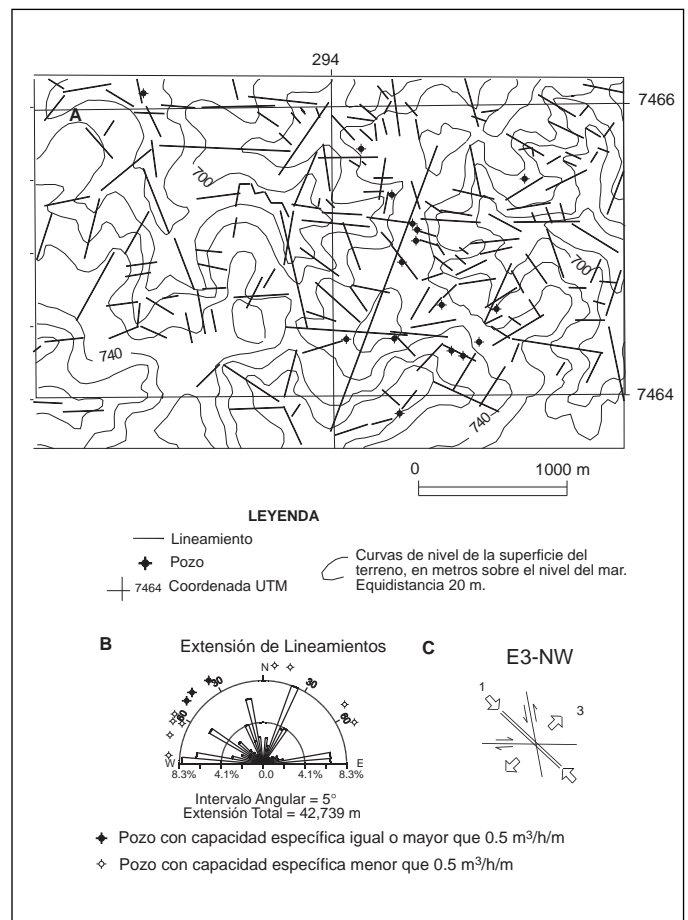 294
7466
A
700
700
740
7464
740
0 1000 m
LEYENDA
Lineamiento
Pozo
7464 Coordenada UTM
Curvas de nivel de la superficie del
terreno, en metros sobre el nivel del mar.
Equidistancia 20 m.
B
Extensión de Lineamientos
N
30 30
60 60
W E
8.3% 4.1% 0.0 4.1% 8.3%
Intervalo Angular = 5°
Extensión Total = 42,739 m
C
E3-NW
1
3
Pozo con capacidad específica igual o mayor que 0.5 m³/h/m
Pozo con capacidad específica menor que 0.5 m³/h/m